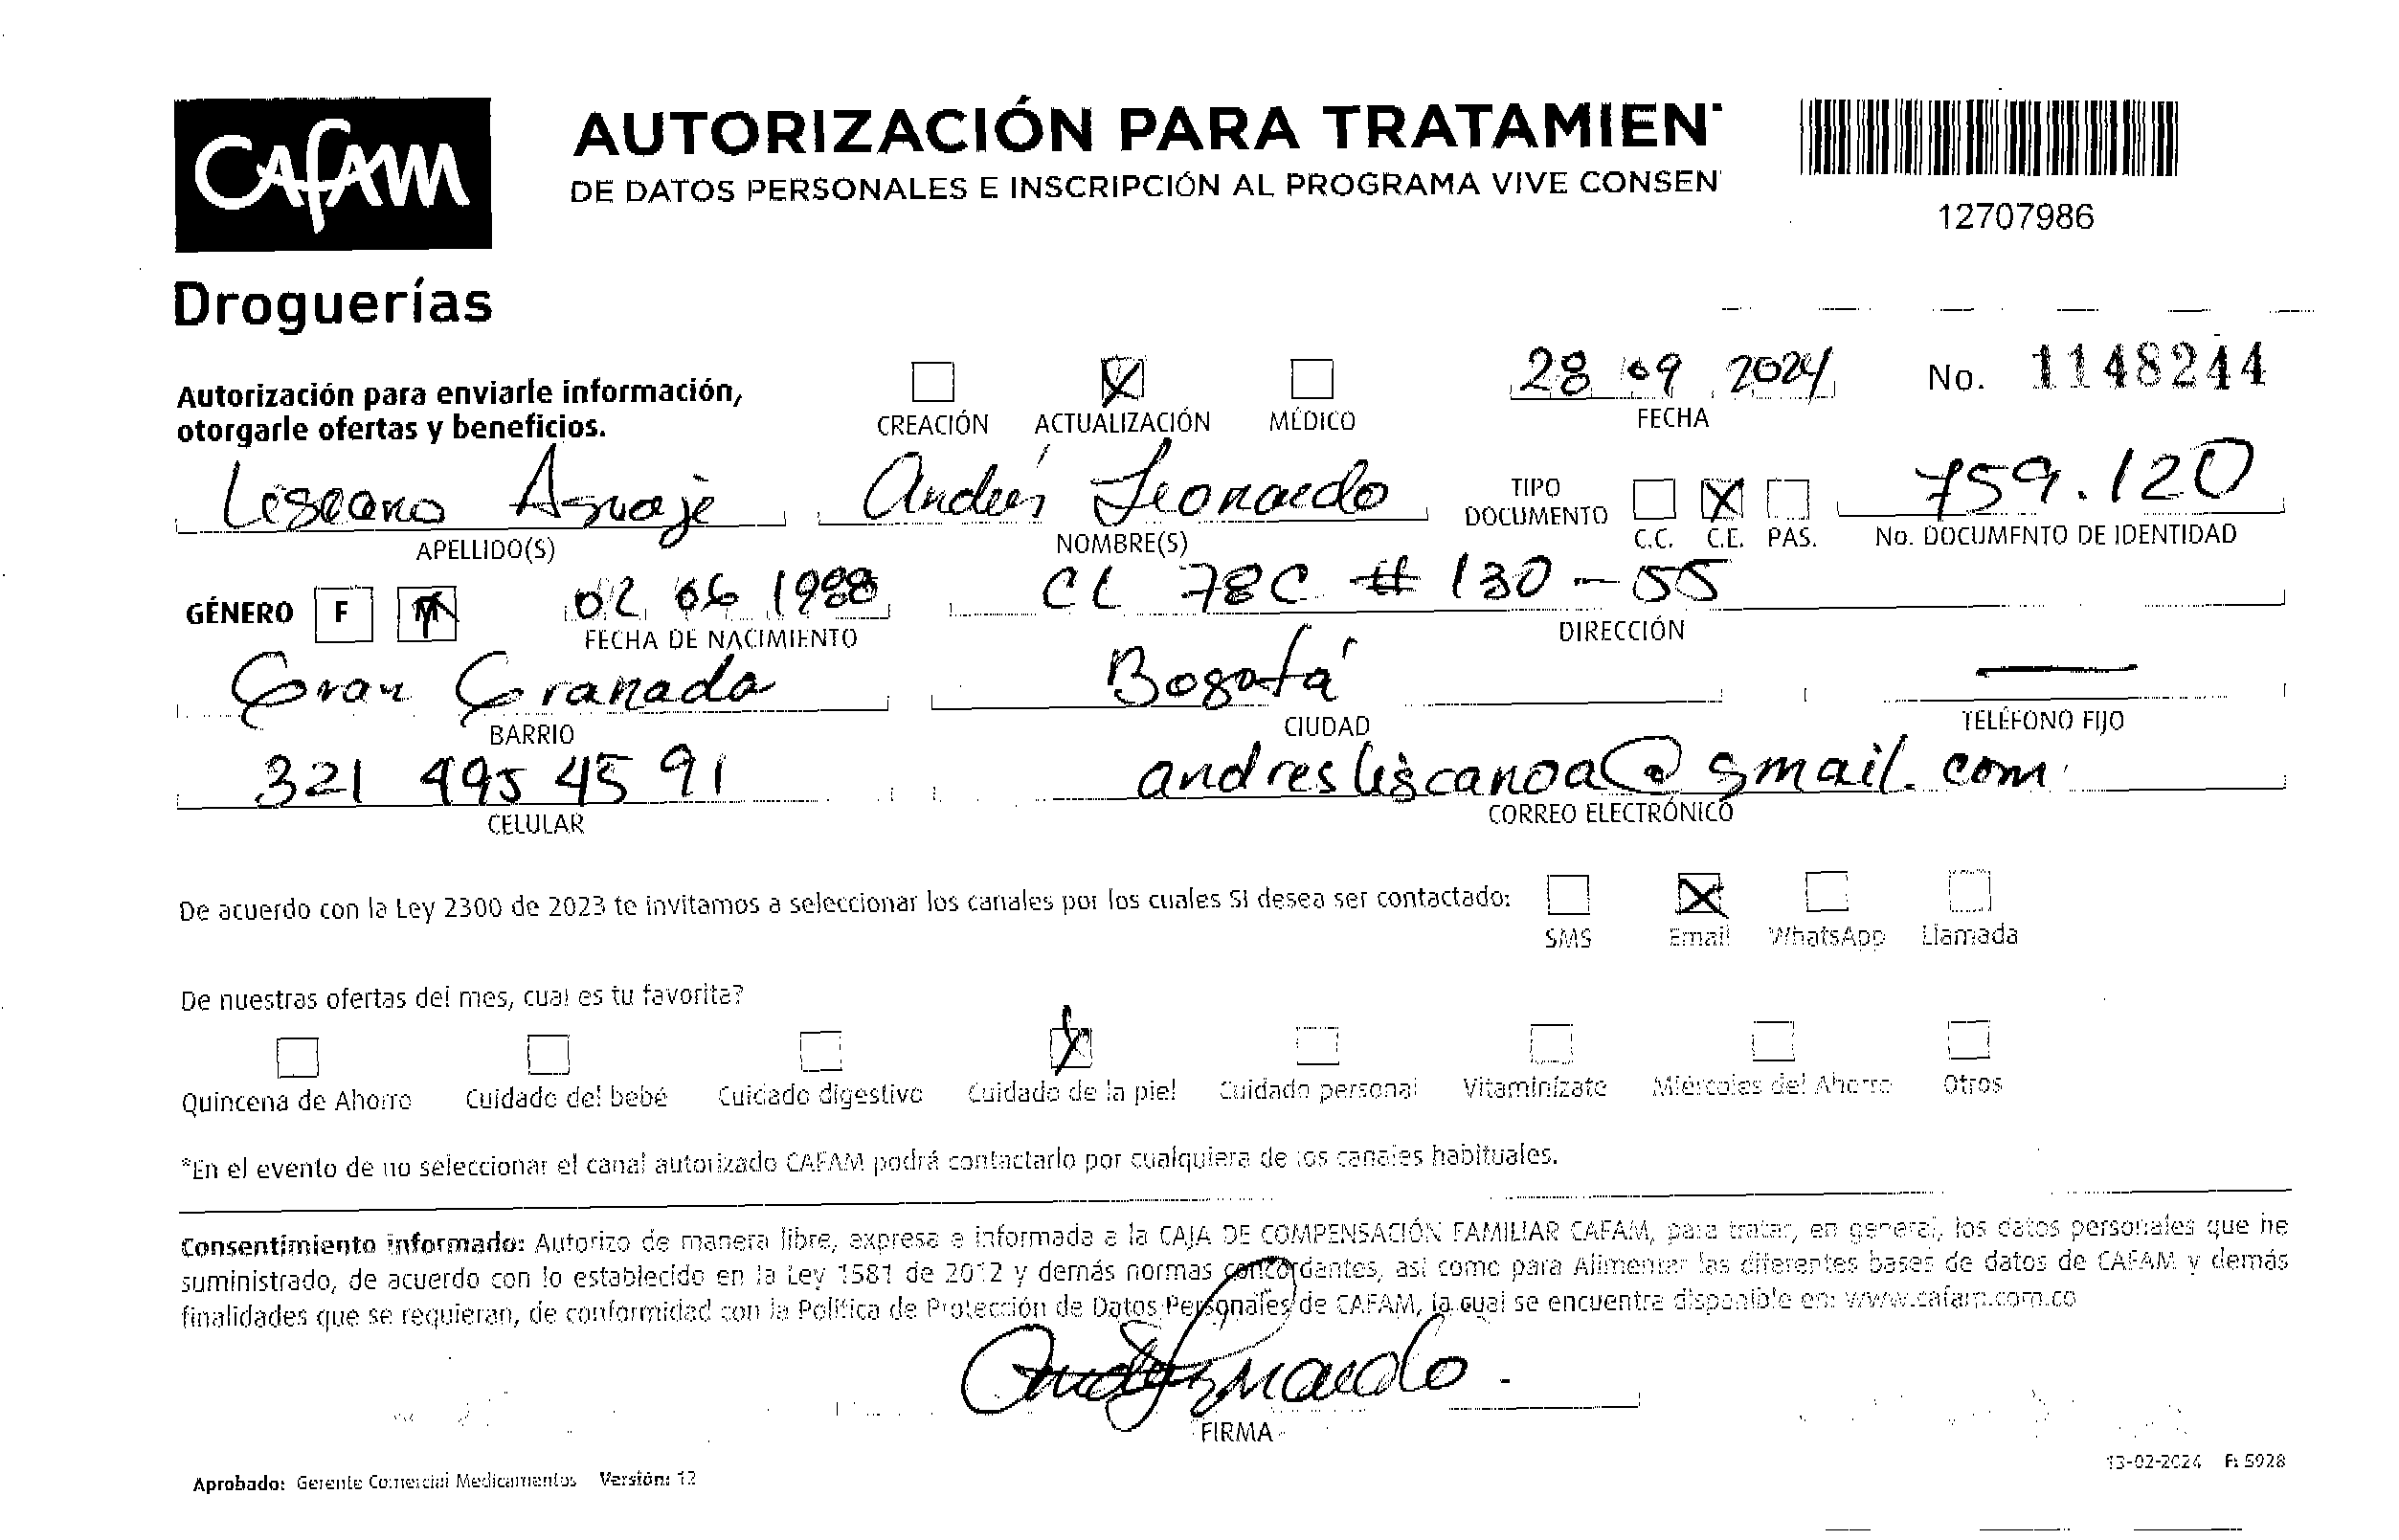 CAFAM
AUTORIZACIÓN PARA TRATAMIEN
DE DATOS PERSONALES E INSCRIPCIÓN AL PROGRAMA VIVE CONSEN
12707986
Droguerías
Autorización para enviarle información,
otorgarle ofertas y beneficios.
CREACIÓN ACTUALIZACIÓN MÉDICO
28 09 2024
FECHA
No. 1148244
Liscano Aguaje Andrés Leonardo
APELLIDO(S) NOMBRE(S)
TIPO DOCUMENTO C.C. C.E. PAS.
759.120
No. DOCUMENTO DE IDENTIDAD
GÉNERO F M
02 06 1988
FECHA DE NACIMIENTO
CL 78C # 130-55
DIRECCIÓN
Gran Granada Bogotá
BARRIO CIUDAD TELÉFONO FIJO
321 495 45 91 andresliscanoa@gmail.com
CELULAR CORREO ELECTRÓNICO
De acuerdo con la Ley 2300 de 2023 te invitamos a seleccionar los canales por los cuales SI desea ser contactado:
SMS Email WhatsApp Llamada
De nuestras ofertas del mes, cual es tu favorita?
Quincena de Ahorro Cuidado del bebé Cuidado digestivo Cuidado de la piel Cuidado personal Vitamínizate Miércoles del Ahorro Otros
*En el evento de no seleccionar el canal autorizado CAFAM podrá contactarlo por cualquiera de los canales habituales.
Consentimiento informado: Autorizo de manera libre, expresa e informada a la CAJA DE COMPENSACIÓN FAMILIAR CAFAM, para tratar, en general, los datos personales que he
suministrado, de acuerdo con lo establecido en la Ley 1581 de 2012 y demás normas concordantes, así como para Alimentar las diferentes bases de datos de CAFAM y demás
finalidades que se requieran, de conformidad con la Política de Protección de Datos Personales de CAFAM, la cual se encuentra disponible en: www.cafam.com.co
FIRMA
Aprobado: Gerente Comercial Medicamentos Versión: 12
13-02-2024 F: 5928